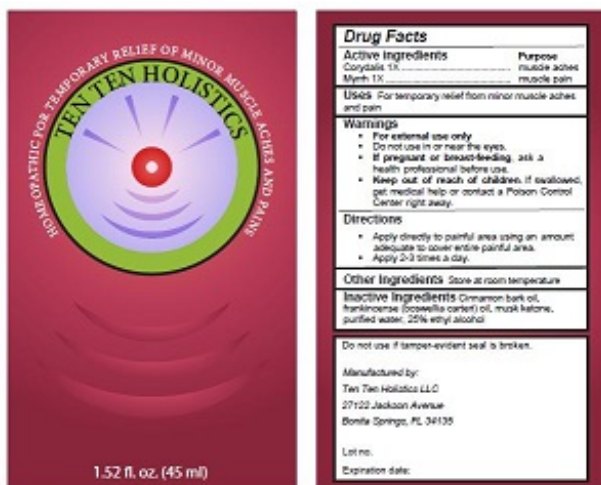 HOMEOPATHIC FOR TEMPORARY RELIEF OF MINOR MUSCLE ACHES AND PAINS
TEN TEN HOLISTICS
1.52 fl. oz. (45 ml)
Drug Facts
Active ingredients Purpose
Corydalis 1X muscle aches
Myrrh 1X muscle pain
Uses For temporary relief from minor muscle aches
and pain
Warnings
• For external use only
• Do not use in or near the eyes.
• If pregnant or breast-feeding, ask a
health professional before use.
• Keep out of reach of children. If swallowed,
get medical help or contact a Poison Control
Center right away.
Directions
• Apply directly to painful area using an amount
adequate to cover entire painful area.
• Apply 2-3 times a day.
Other Ingredients Store at room temperature
Inactive Ingredients Cinnamon bark oil,
frankincense (boswellia carteri) oil, musk ketone,
purified water, 25% ethyl alcohol
Do not use if tamper-evident seal is broken.
Manufactured by:
Ten Ten Holistics LLC
27122 Jackson Avenue
Bonita Springs, FL 34135
Lot no.
Expiration date: